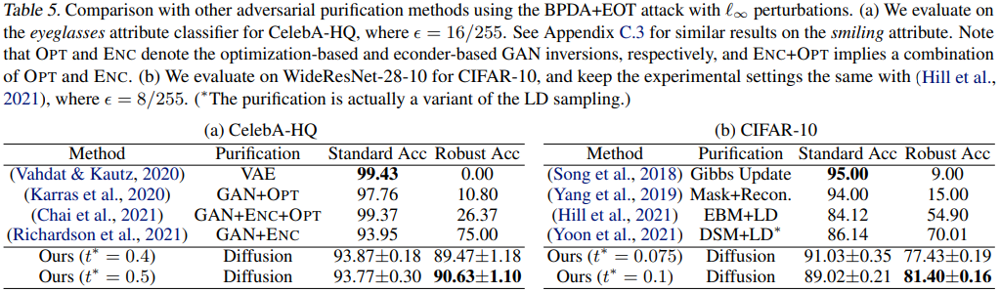 Table 5. Comparison with other adversarial purification methods using the BPDA+EOT attack with ℓ∞ perturbations. (a) We evaluate on
the eyeglasses attribute classifier for CelebA-HQ, where ϵ = 16/255. See Appendix C.3 for similar results on the smiling attribute. Note
that OPT and ENC denote the optimization-based and econder-based GAN inversions, respectively, and ENC+OPT implies a combination
of OPT and ENC. (b) We evaluate on WideResNet-28-10 for CIFAR-10, and keep the experimental settings the same with (Hill et al.,
2021), where ϵ = 8/255. (*The purification is actually a variant of the LD sampling.)
(a) CelebA-HQ
Method Purification Standard Acc Robust Acc
(Vahdat & Kautz, 2020) VAE 99.43 0.00
(Karras et al., 2020) GAN+OPT 97.76 10.80
(Chai et al., 2021) GAN+ENC+OPT 99.37 26.37
(Richardson et al., 2021) GAN+ENC 93.95 75.00
Ours (t* = 0.4) Diffusion 93.87±0.18 89.47±1.18
Ours (t* = 0.5) Diffusion 93.77±0.30 90.63±1.10
(b) CIFAR-10
Method Purification Standard Acc Robust Acc
(Song et al., 2018) Gibbs Update 95.00 9.00
(Yang et al., 2019) Mask+Recon. 94.00 15.00
(Hill et al., 2021) EBM+LD 84.12 54.90
(Yoon et al., 2021) DSM+LD* 86.14 70.01
Ours (t* = 0.075) Diffusion 91.03±0.35 77.43±0.19
Ours (t* = 0.1) Diffusion 89.02±0.21 81.40±0.16